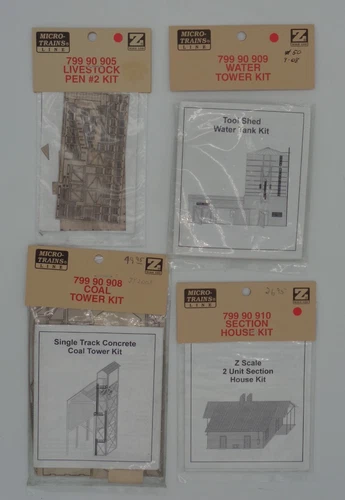 MICRO-
TRAINS®
LINE
Z
799 90 905
LIVESTOCK
PEN #2 KIT
MICRO-
TRAINS®
LINE
Z
799 90 909
WATER
TOWER KIT
Tool Shed
Water Tank Kit
MICRO-
TRAINS®
LINE
Z
799 90 908
COAL
TOWER KIT
Single Track Concrete
Coal Tower Kit
MICRO-
TRAINS®
LINE
Z
799 90 910
SECTION
HOUSE KIT
Z Scale
2 Unit Section
House Kit